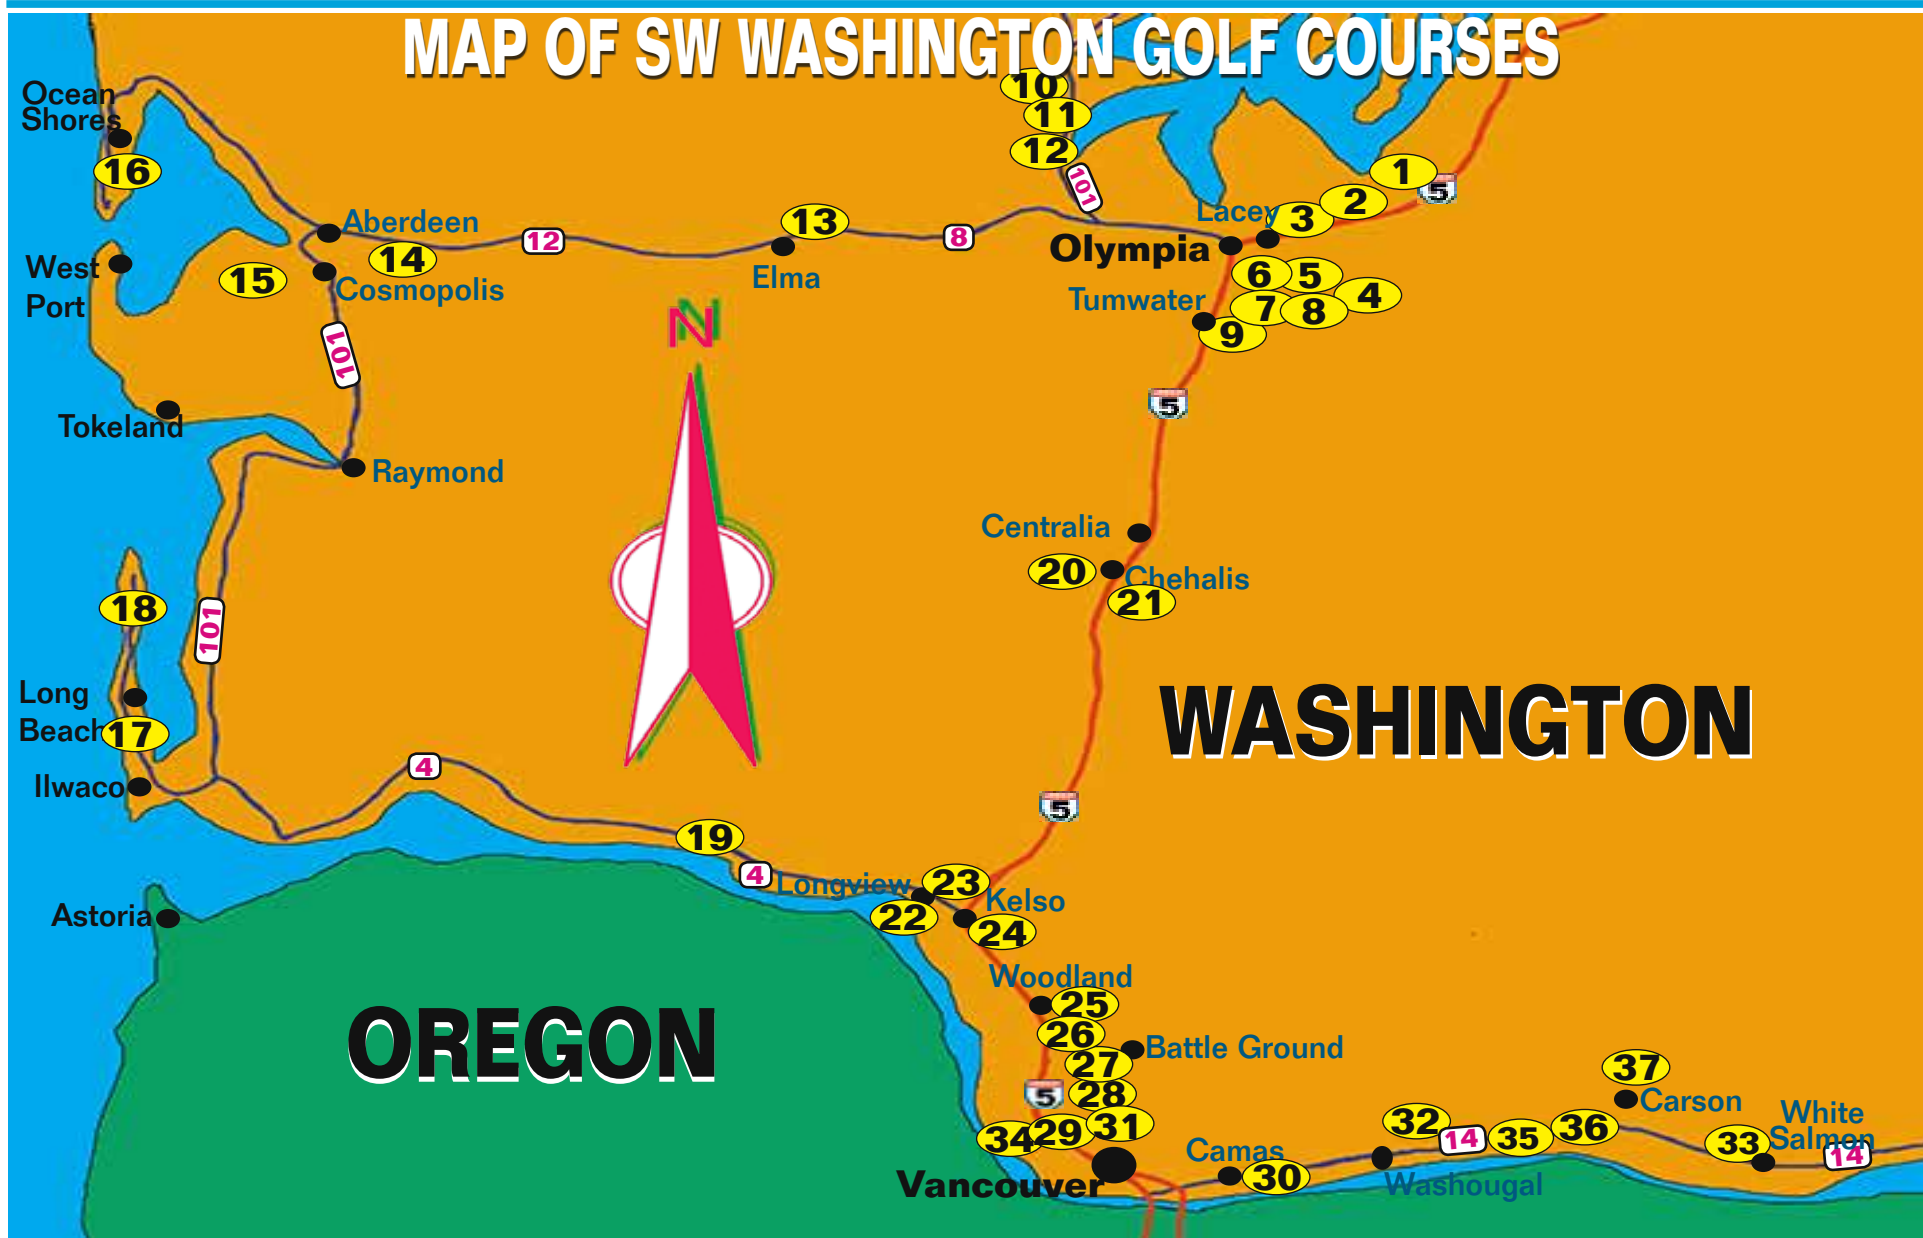 MAP OF SW WASHINGTON GOLF COURSES
10
11
12
Ocean
Shores
16
101
1
5
2
Lacey
3
Aberdeen
12
13
8
Olympia
14
West
Port
15
Cosmopolis
Elma
6
5
4
Tumwater
7
8
9
N
101
5
Tokeland
Raymond
Centralia
20
Chehalis
21
18
101
Long
Beach
17
WASHINGTON
Ilwaco
4
5
19
4
Longview
23
Kelso
22
24
Astoria
Woodland
25
26
OREGON
Battle Ground
27
28
5
37
Carson
34
29
31
32
14
35
36
White
Salmon
33
14
Camas
30
Vancouver
Washougal